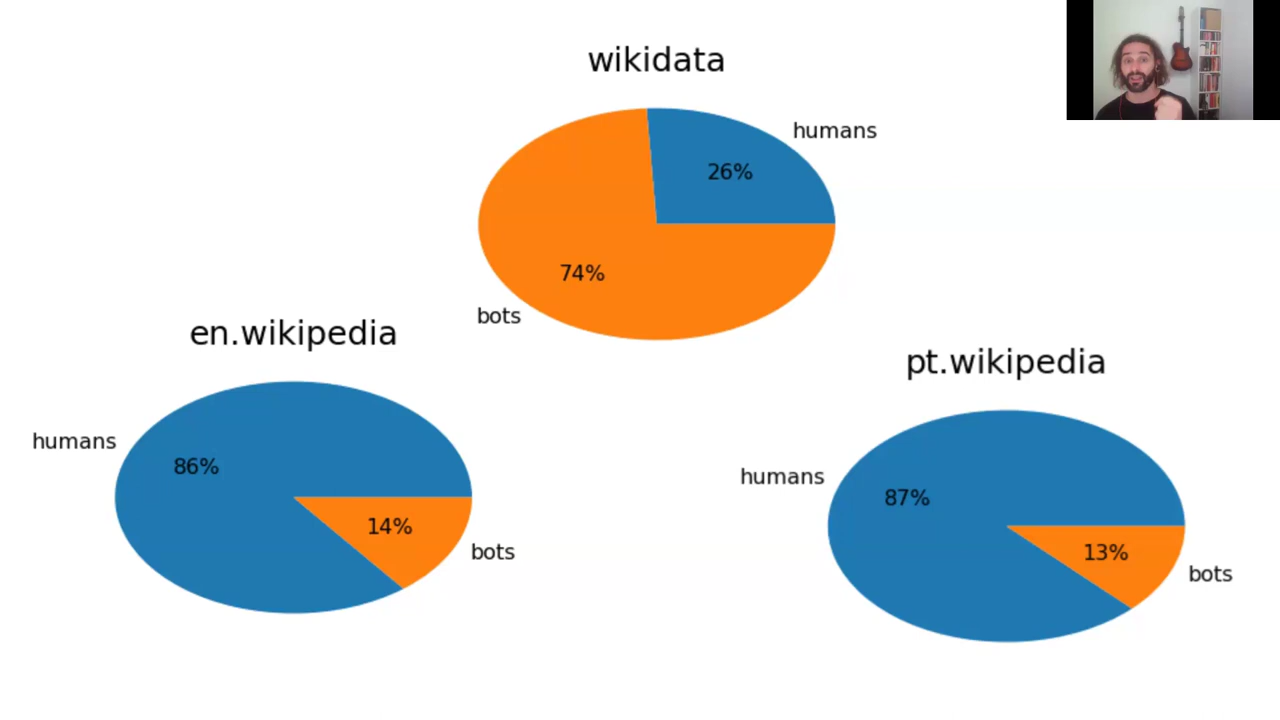 wikidata
humans
26%
74%
bots
en.wikipedia
humans
86%
14%
bots
pt.wikipedia
humans
87%
13%
bots